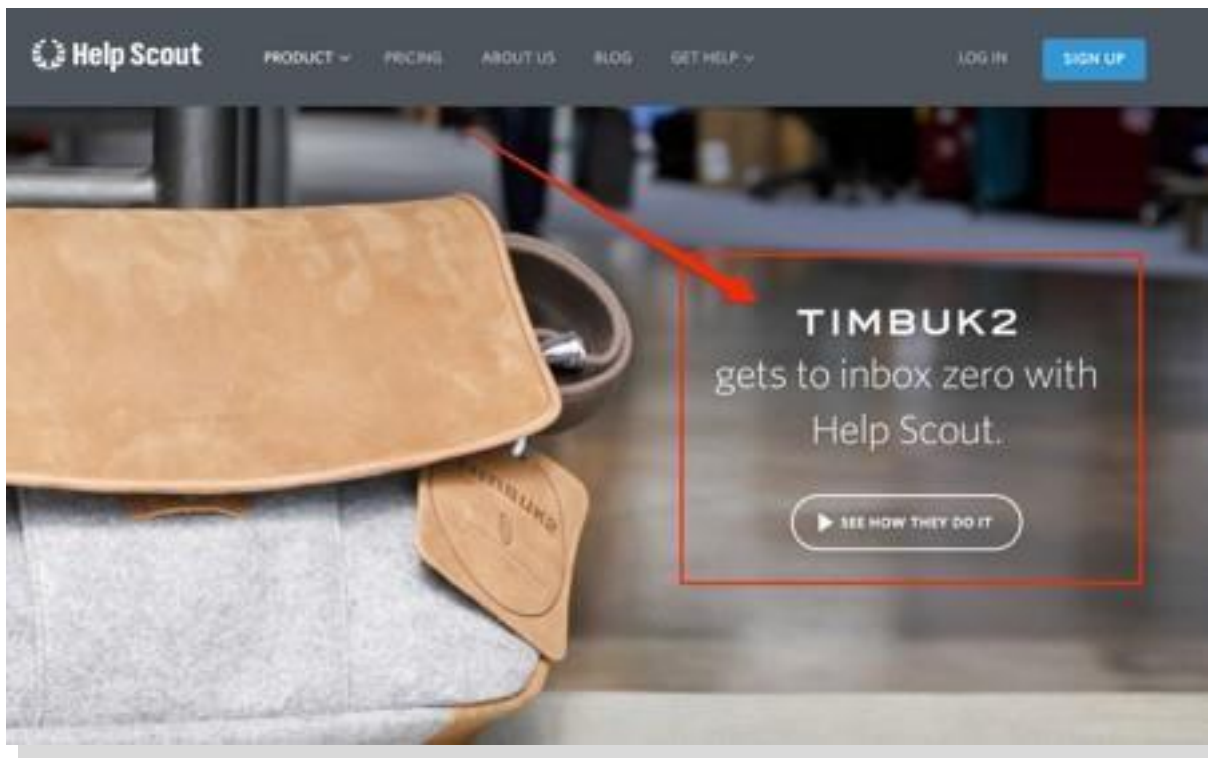 Help Scout
PRODUCT PRICING ABOUT US BLOG GET HELP LOG IN SIGN UP
TIMBUK2
gets to inbox zero with
Help Scout.
SEE HOW THEY DO IT
TIMBUK2